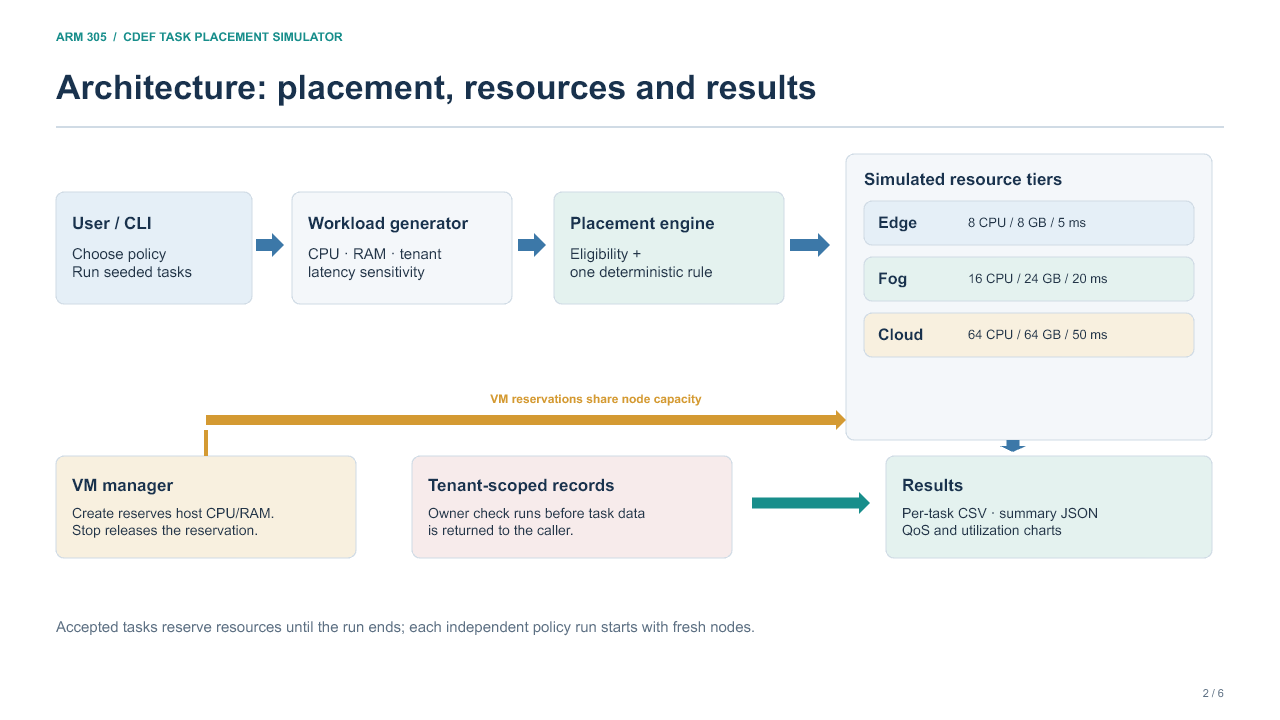 ARM 305 / CDEF TASK PLACEMENT SIMULATOR
Architecture: placement, resources and results
User / CLI
Choose policy
Run seeded tasks
Workload generator
CPU · RAM · tenant
latency sensitivity
Placement engine
Eligibility +
one deterministic rule
Simulated resource tiers
Edge 8 CPU / 8 GB / 5 ms
Fog 16 CPU / 24 GB / 20 ms
Cloud 64 CPU / 64 GB / 50 ms
VM reservations share node capacity
VM manager
Create reserves host CPU/RAM.
Stop releases the reservation.
Tenant-scoped records
Owner check runs before task data
is returned to the caller.
Results
Per-task CSV · summary JSON
QoS and utilization charts
Accepted tasks reserve resources until the run ends; each independent policy run starts with fresh nodes.
2 / 6